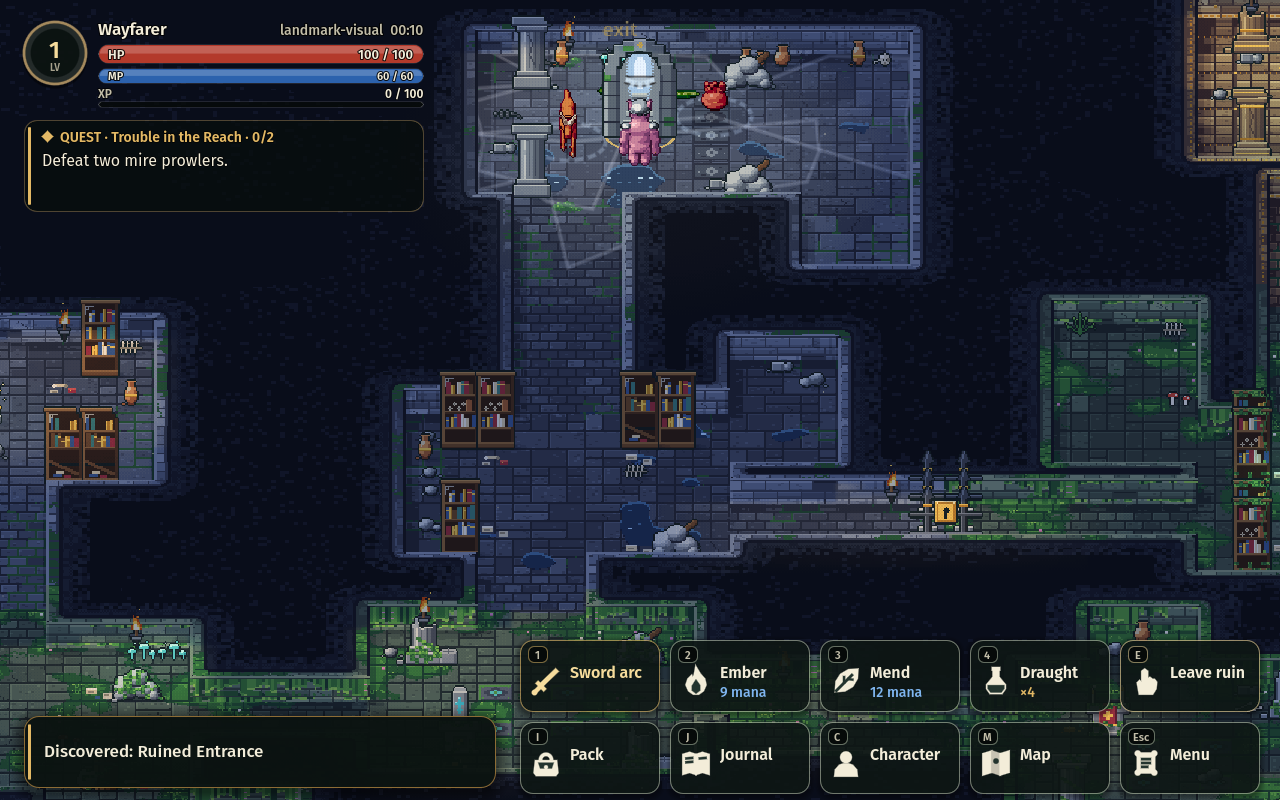 Wayfarer
landmark-visual 00:10
1
LV
HP 100 / 100
MP 60 / 60
XP 0 / 100
exit
◆ QUEST · Trouble in the Reach · 0/2
Defeat two mire prowlers.
1 Sword arc
2 Ember
9 mana
3 Mend
12 mana
4 Draught
×4
E Leave ruin
Discovered: Ruined Entrance
I Pack
J Journal
C Character
M Map
Esc Menu